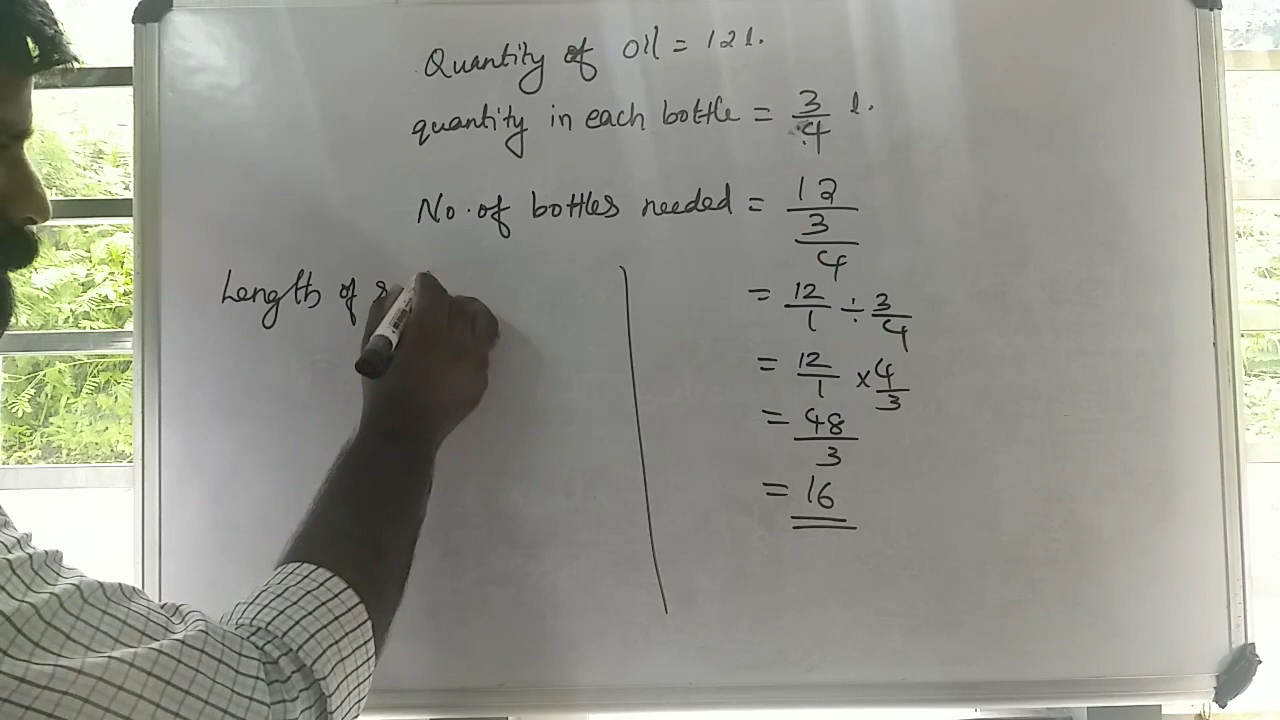 Quantity of oil = 12 l.
quantity in each bottle = 3/4 l.
No. of bottles needed = 12/(3/4)
= 12/1 ÷ 3/4
= 12/1 × 4/3
= 48/3
= 16
Length of